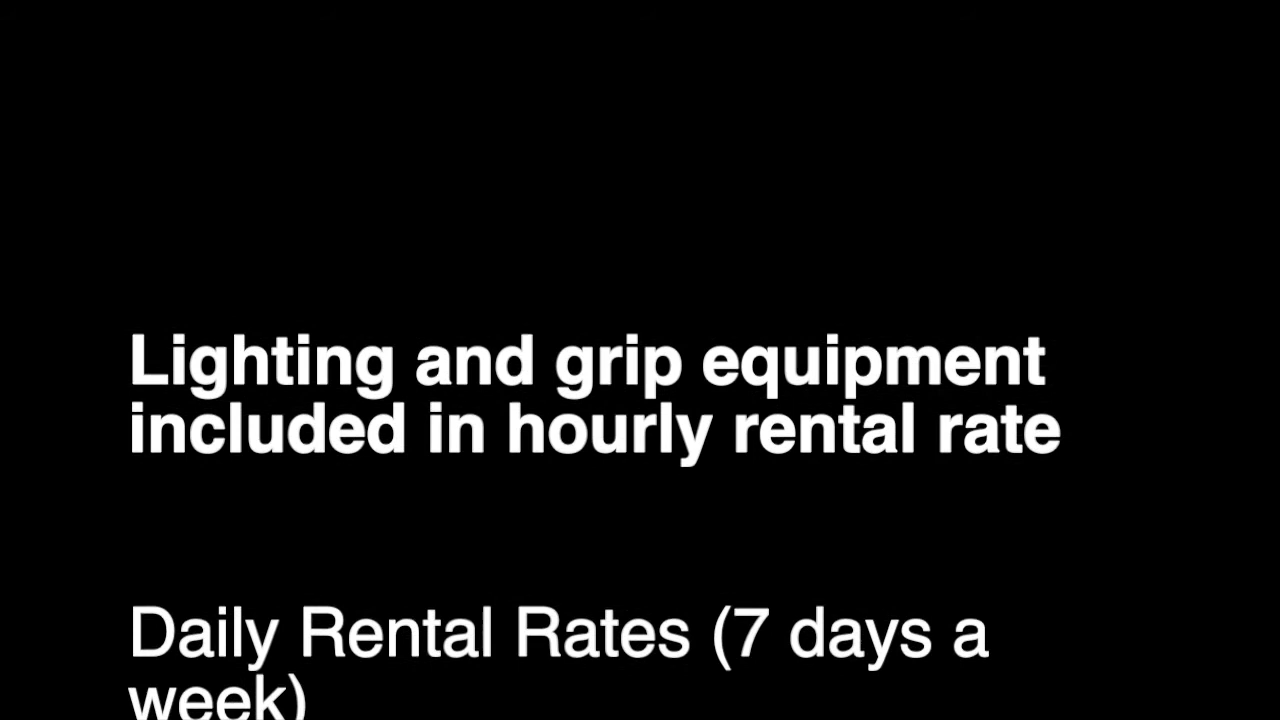 Lighting and grip equipment
included in hourly rental rate
Daily Rental Rates (7 days a
week)